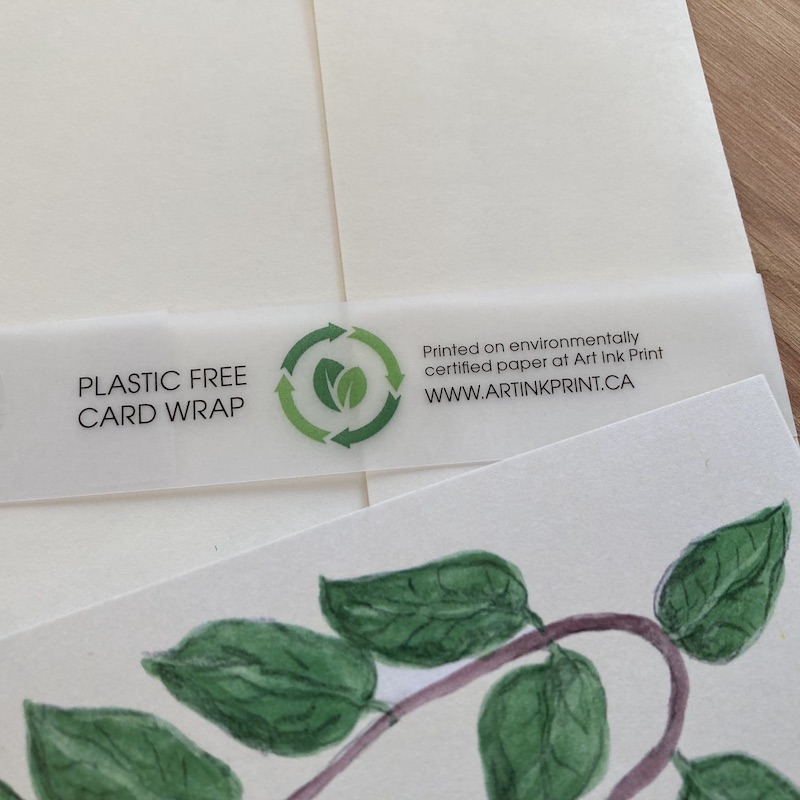 PLASTIC FREE
CARD WRAP
Printed on environmentally
certified paper at Art Ink Print
WWW.ARTINKPRINT.CA